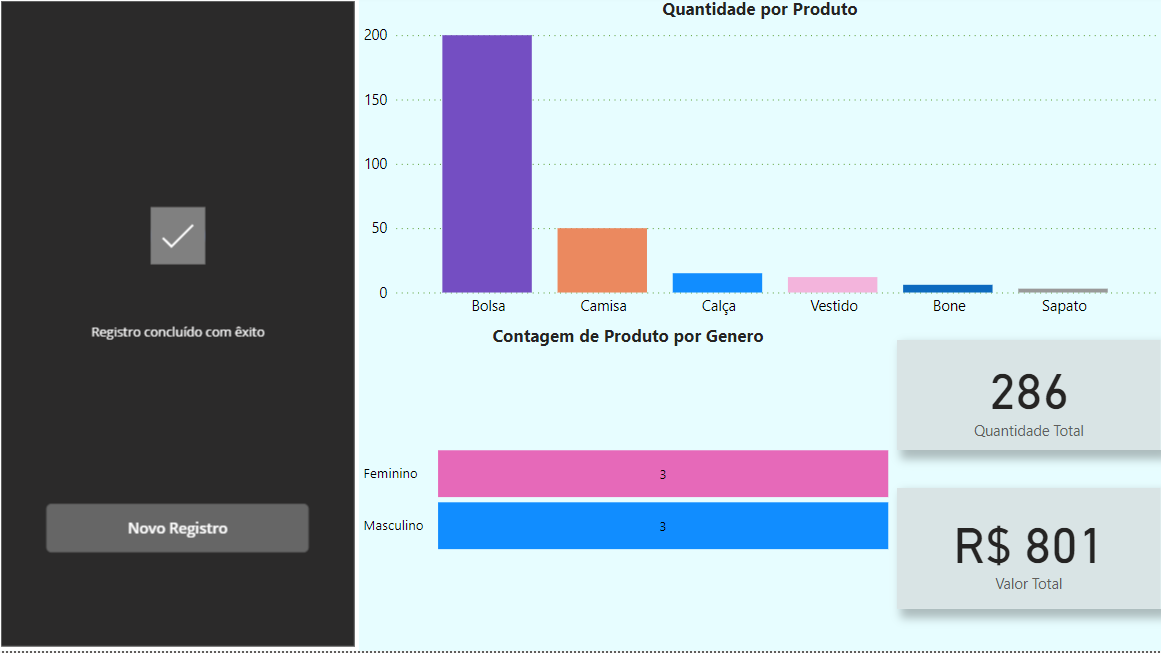 Registro concluído com êxito
Novo Registro
Quantidade por Produto
200
150
100
50
0
Bolsa Camisa Calça Vestido Bone Sapato
Contagem de Produto por Genero
Feminino 3
Masculino 3
286
Quantidade Total
R$ 801
Valor Total